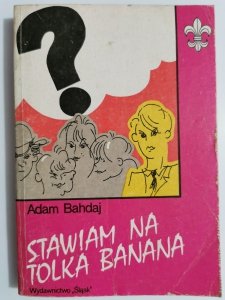 ?
Adam Bahdaj
STAWIAM NA
TOLKA BANANA
Wydawnictwo „Śląsk"